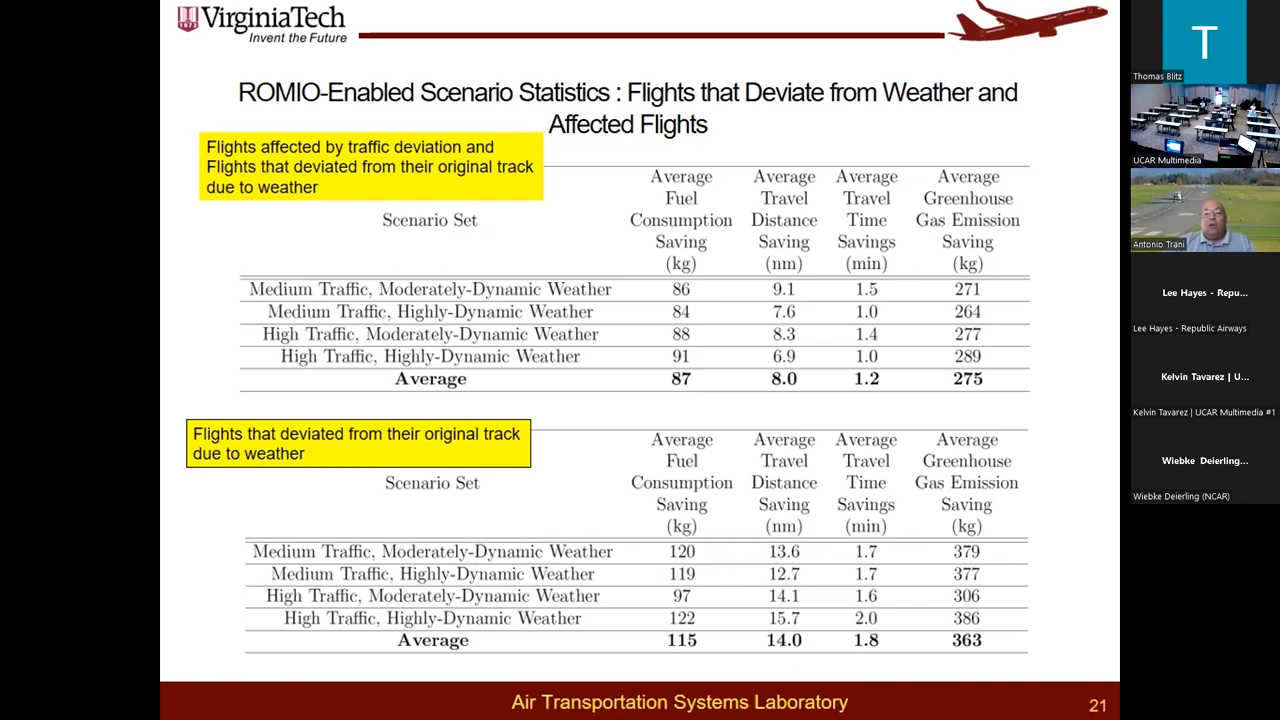 VirginiaTech
Invent the Future
ROMIO-Enabled Scenario Statistics : Flights that Deviate from Weather and
Affected Flights
Flights affected by traffic deviation and
Flights that deviated from their original track
due to weather
Scenario Set
Average Fuel Consumption Saving (kg)
Average Travel Distance Saving (nm)
Average Travel Time Savings (min)
Average Greenhouse Gas Emission Saving (kg)
Medium Traffic, Moderately-Dynamic Weather 86 9.1 1.5 271
Medium Traffic, Highly-Dynamic Weather 84 7.6 1.0 264
High Traffic, Moderately-Dynamic Weather 88 8.3 1.4 277
High Traffic, Highly-Dynamic Weather 91 6.9 1.0 289
Average 87 8.0 1.2 275
Flights that deviated from their original track
due to weather
Scenario Set
Average Fuel Consumption Saving (kg)
Average Travel Distance Saving (nm)
Average Travel Time Savings (min)
Average Greenhouse Gas Emission Saving (kg)
Medium Traffic, Moderately-Dynamic Weather 120 13.6 1.7 379
Medium Traffic, Highly-Dynamic Weather 119 12.7 1.7 377
High Traffic, Moderately-Dynamic Weather 97 14.1 1.6 306
High Traffic, Highly-Dynamic Weather 122 15.7 2.0 386
Average 115 14.0 1.8 363
Air Transportation Systems Laboratory
21
T
Thomas Blitz
UCAR Multimedia
Antonio Trani
Lee Hayes - Repu...
Lee Hayes - Republic Airways
Kelvin Tavarez | U...
Kelvin Tavarez | UCAR Multimedia #1
Wiebke Deierling...
Wiebke Deierling (NCAR)